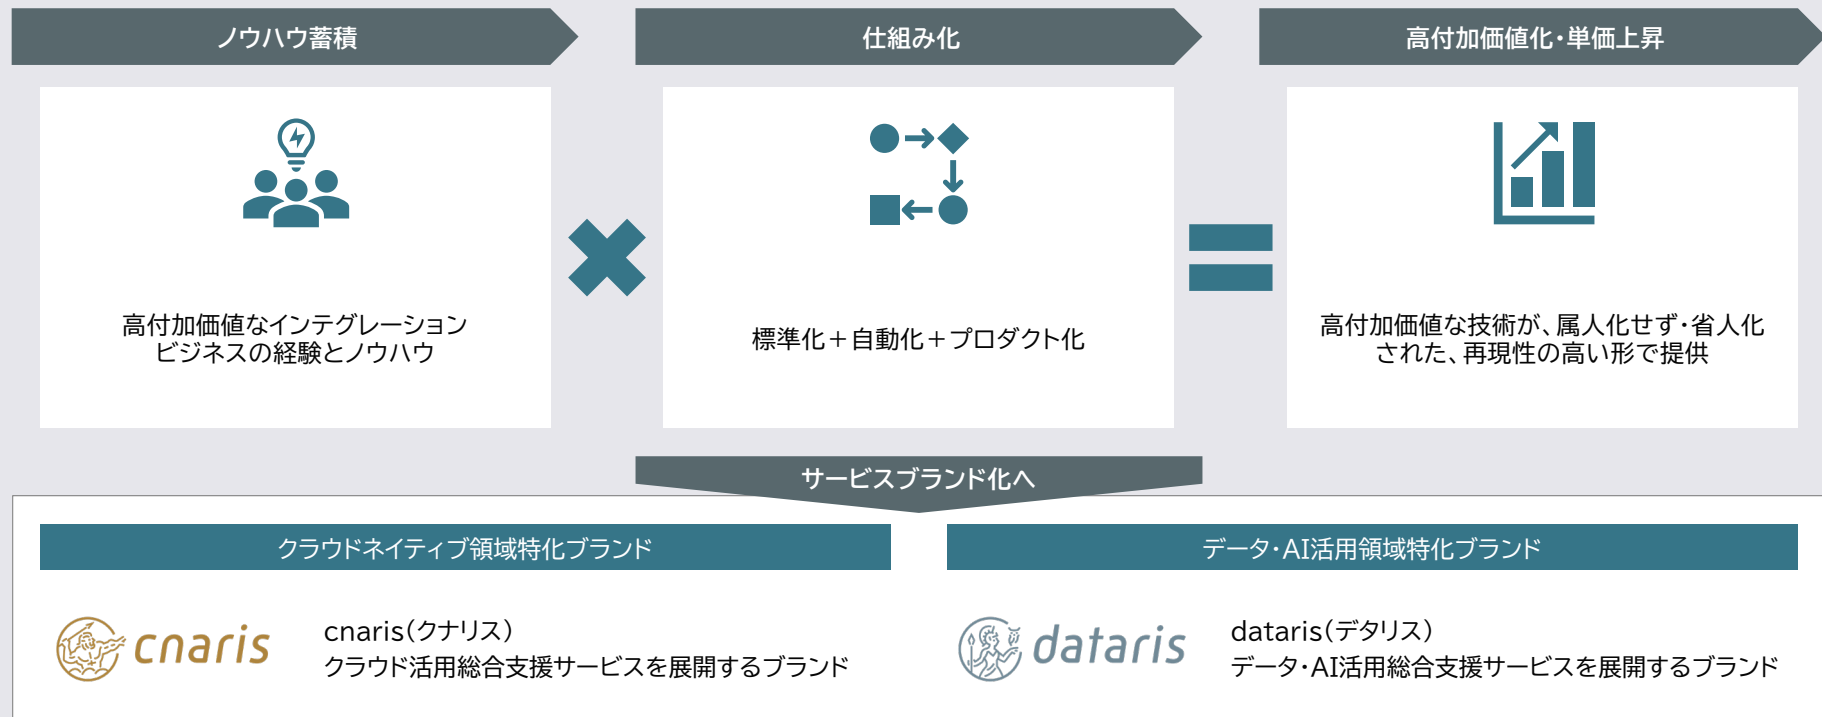 ノウハウ蓄積
仕組み化
高付加価値化・単価上昇
高付加価値なインテグレーション
ビジネスの経験とノウハウ
標準化＋自動化＋プロダクト化
高付加価値な技術が、属人化せず・省人化
された、再現性の高い形で提供
サービスブランド化へ
クラウドネイティブ領域特化ブランド
cnaris
cnaris（クナリス）
クラウド活用総合支援サービスを展開するブランド
データ・AI活用領域特化ブランド
dataris
dataris（デタリス）
データ・AI活用総合支援サービスを展開するブランド